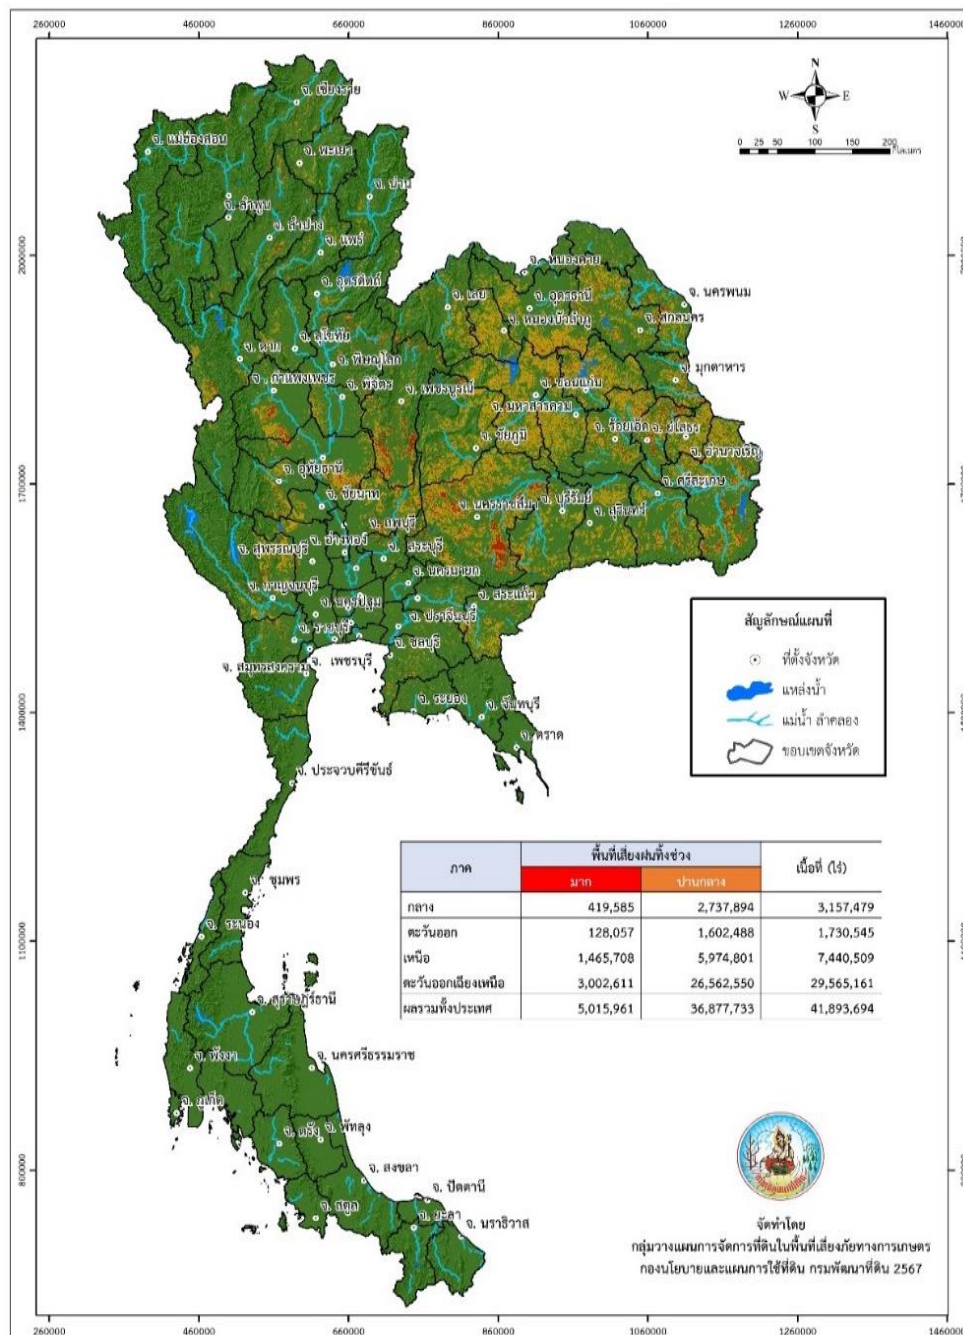 260000 460000 660000 860000 1060000 1260000 1460000
N
W E
S
0 25 50 100 150 200
กิโลเมตร
จ. เชียงราย
จ. แม่ฮ่องสอน
จ. พะเยา
จ. น่าน
จ. ลำพูน
จ. ลำปาง
จ. แพร่
2000000
จ. หนองคาย
จ. อุตรดิตถ์
จ. เลย
จ. อุดรธานี
จ. นครพนม
จ. หนองบัวลำภู
จ. สกลนคร
จ. สุโขทัย
จ. ตาก
จ. พิษณุโลก
จ. มุกดาหาร
จ. กำแพงเพชร
จ. พิจิตร
จ. เพชรบูรณ์
จ. ขอนแก่น
จ. มหาสารคาม
จ. ชัยภูมิ
จ. ร้อยเอ็ด
จ. ยโสธร
จ. อำนาจเจริญ
จ. อุทัยธานี
จ. ศรีสะเกษ
1700000
จ. ชัยนาท
จ. นครราชสีมา
จ. บุรีรัมย์
จ. สุรินทร์
จ. ลพบุรี
จ. อ่างทอง
จ. สุพรรณบุรี
จ. สระบุรี
จ. นครนายก
จ. กาญจนบุรี
จ. นครปฐม
จ. สระแก้ว
จ. ปราจีนบุรี
จ. ราชบุรี
จ. ชลบุรี
จ. สมุทรสงคราม
จ. เพชรบุรี
จ. ระยอง
จ. จันทบุรี
จ. ตราด
1400000
จ. ประจวบคีรีขันธ์
สัญลักษณ์แผนที่
ที่ตั้งจังหวัด
แหล่งน้ำ
แม่น้ำ ลำคลอง
ขอบเขตจังหวัด
ภาค พื้นที่เสี่ยงฝนทิ้งช่วง เนื้อที่ (ไร่)
มาก ปานกลาง
กลาง 419,585 2,737,894 3,157,479
ตะวันออก 128,057 1,602,488 1,730,545
เหนือ 1,465,708 5,974,801 7,440,509
ตะวันออกเฉียงเหนือ 3,002,611 26,562,550 29,565,161
ผลรวมทั้งประเทศ 5,015,961 36,877,733 41,893,694
จ. ชุมพร
จ. ระนอง
1100000
จ. สุราษฎร์ธานี
จ. พังงา
จ. นครศรีธรรมราช
จ. ภูเก็ต
จ. ตรัง
จ. พัทลุง
จ. สงขลา
800000
จ. ปัตตานี
จ. สตูล
จ. ยะลา
จ. นราธิวาส
จัดทำโดย
กลุ่มวางแผนการจัดการที่ดินในพื้นที่เสี่ยงภัยทางการเกษตร
กองนโยบายและแผนการใช้ที่ดิน กรมพัฒนาที่ดิน 2567
260000 460000 660000 860000 1060000 1260000 1460000